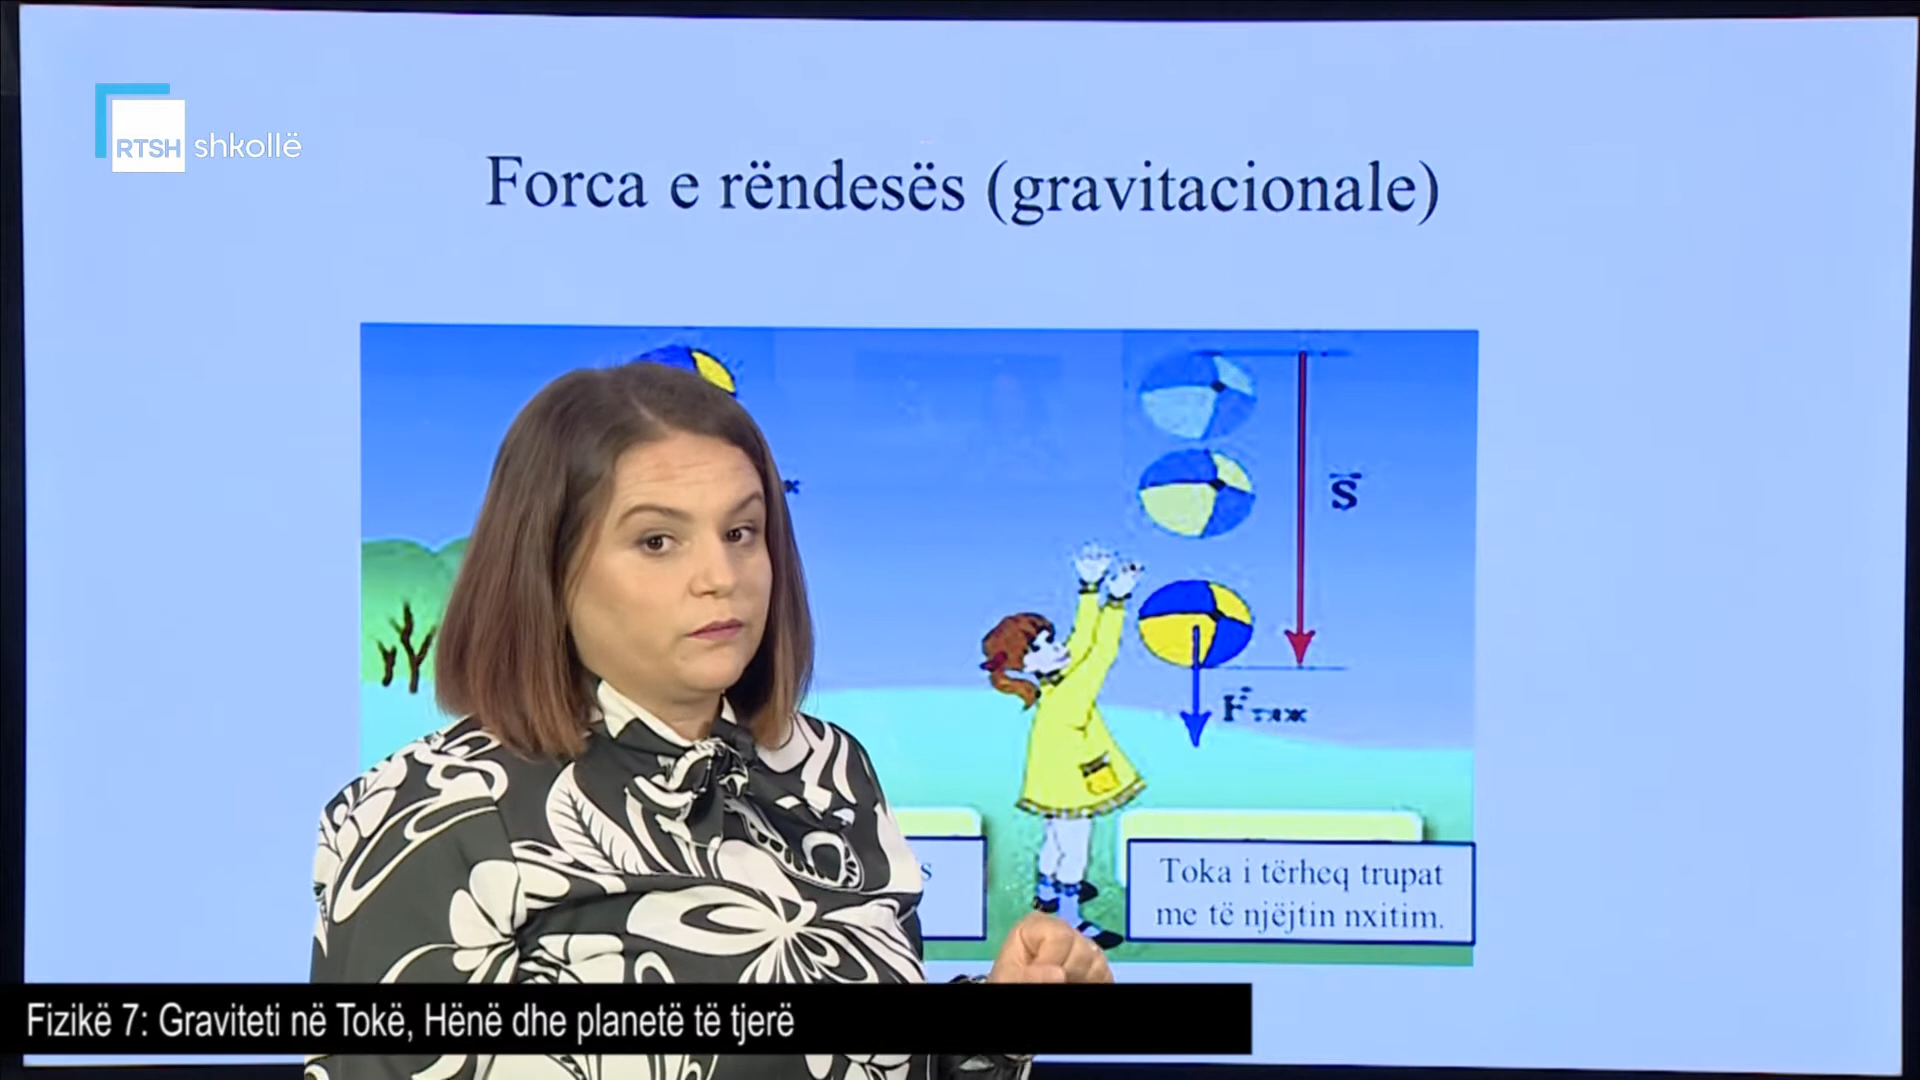 RTSH shkollë
Forca e rëndesës (gravitacionale)
S
Fтяж
Toka i tërheq trupat
me të njëjtin nxitim.
Fizikë 7: Graviteti në Tokë, Hënë dhe planetë të tjerë